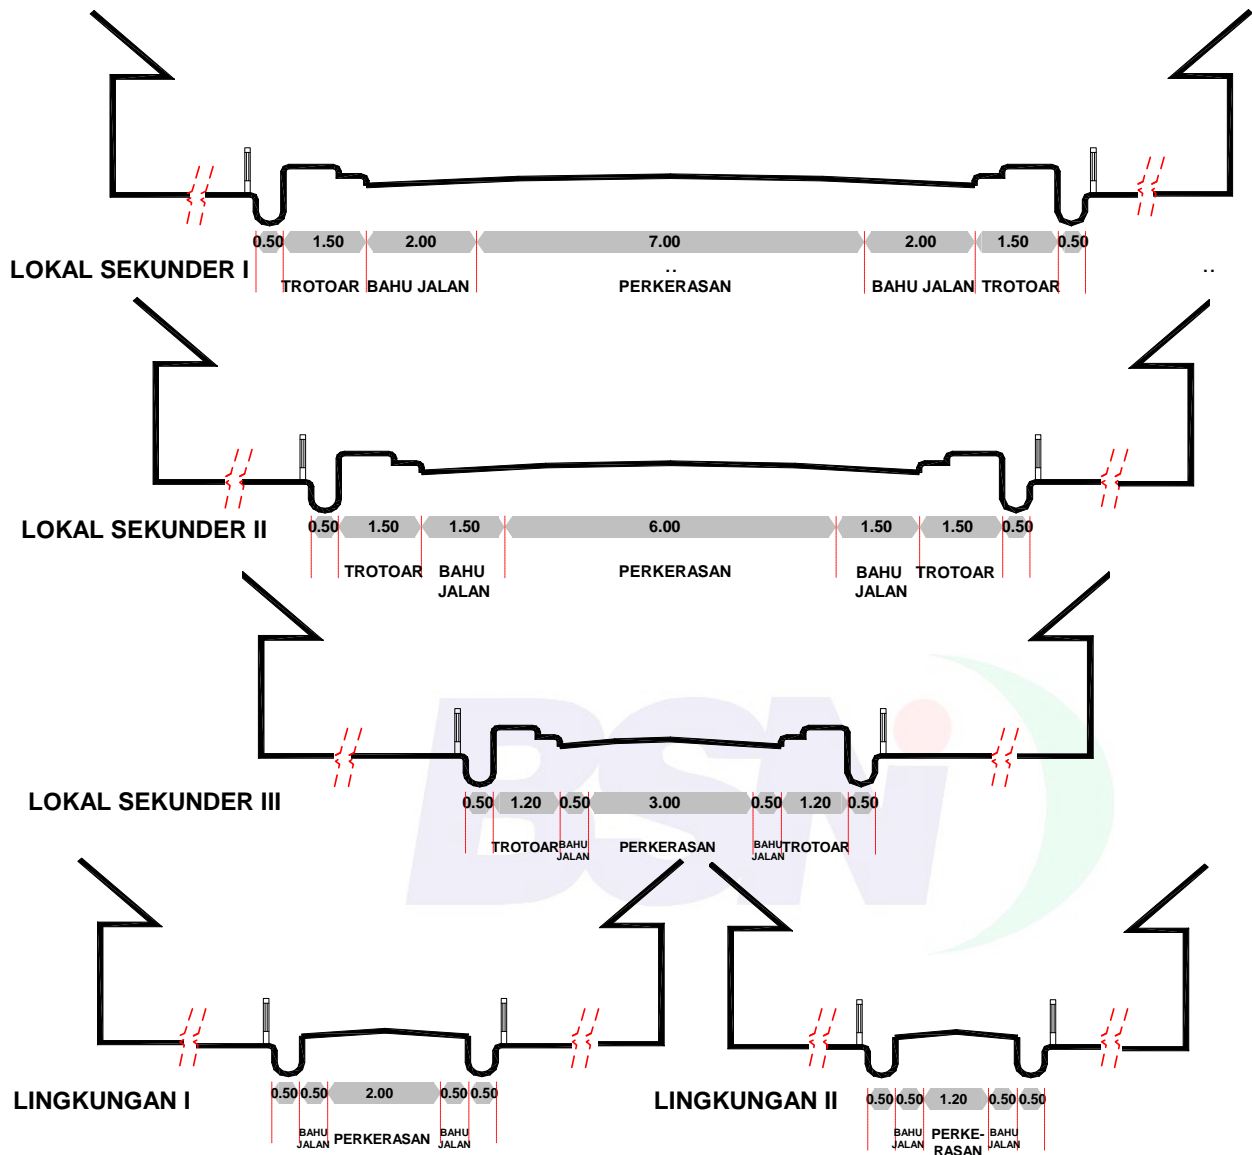 0.50 1.50 2.00 7.00 2.00 1.50 0.50
LOKAL SEKUNDER I
..
..
TROTOAR BAHU JALAN PERKERASAN BAHU JALAN TROTOAR
0.50 1.50 1.50 6.00 1.50 1.50 0.50
LOKAL SEKUNDER II
TROTOAR BAHU PERKERASAN BAHU TROTOAR
JALAN JALAN
BSNi
0.50 1.20 0.50 3.00 0.50 1.20 0.50
LOKAL SEKUNDER III
TROTOAR BAHU PERKERASAN BAHU TROTOAR
JALAN JALAN
0.50 0.50 2.00 0.50 0.50
LINGKUNGAN I
BAHU PERKERASAN BAHU
JALAN JALAN
0.50 0.50 1.20 0.50 0.50
LINGKUNGAN II
BAHU PERKE- BAHU
JALAN RASAN JALAN